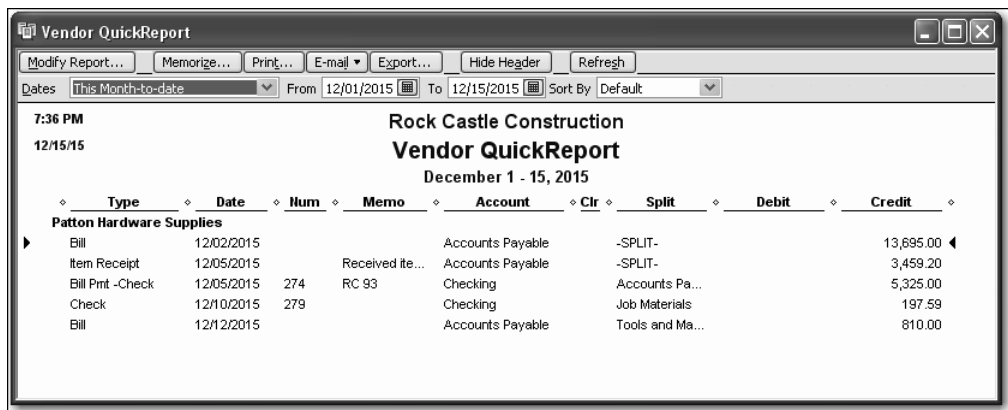 Vendor QuickReport
Modify Report... Memorize... Print... E-mail Export... Hide Header Refresh
Dates This Month-to-date From 12/01/2015 To 12/15/2015 Sort By Default
7:36 PM Rock Castle Construction
12/15/15 Vendor QuickReport
December 1 - 15, 2015
Type Date Num Memo Account Clr Split Debit Credit
Patton Hardware Supplies
Bill 12/02/2015 Accounts Payable -SPLIT- 13,695.00
Item Receipt 12/05/2015 Received ite... Accounts Payable -SPLIT- 3,459.20
Bill Pmt -Check 12/05/2015 274 RC 93 Checking Accounts Pa... 5,325.00
Check 12/10/2015 279 Checking Job Materials 197.59
Bill 12/12/2015 Accounts Payable Tools and Ma... 810.00